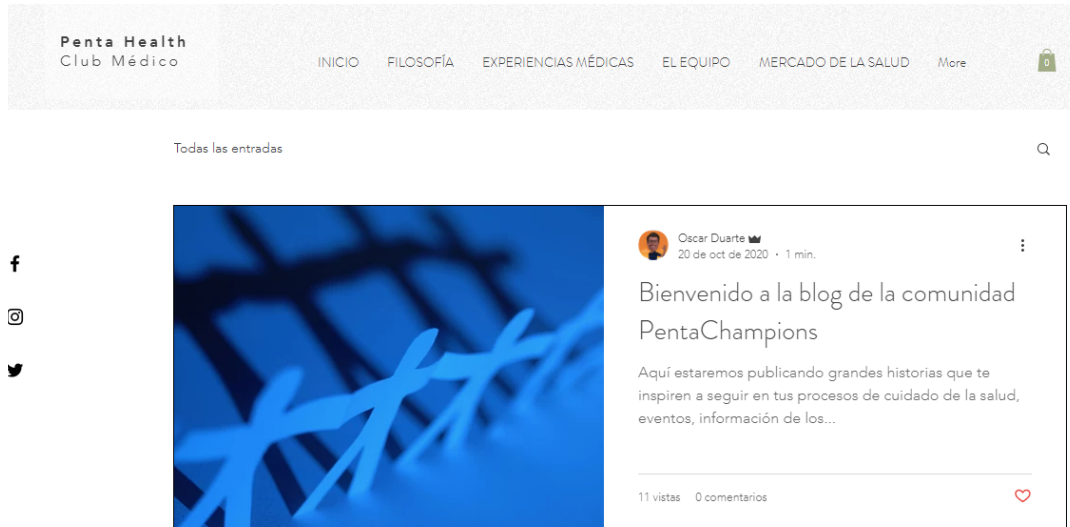 Penta Health
Club Médico
INICIO FILOSOFÍA EXPERIENCIAS MÉDICAS EL EQUIPO MERCADO DE LA SALUD More
0
Todas las entradas
Oscar Duarte
20 de oct de 2020 · 1 min.
Bienvenido a la blog de la comunidad
PentaChampions
Aquí estaremos publicando grandes historias que te
inspiren a seguir en tus procesos de cuidado de la salud,
eventos, información de los...
11 vistas 0 comentarios